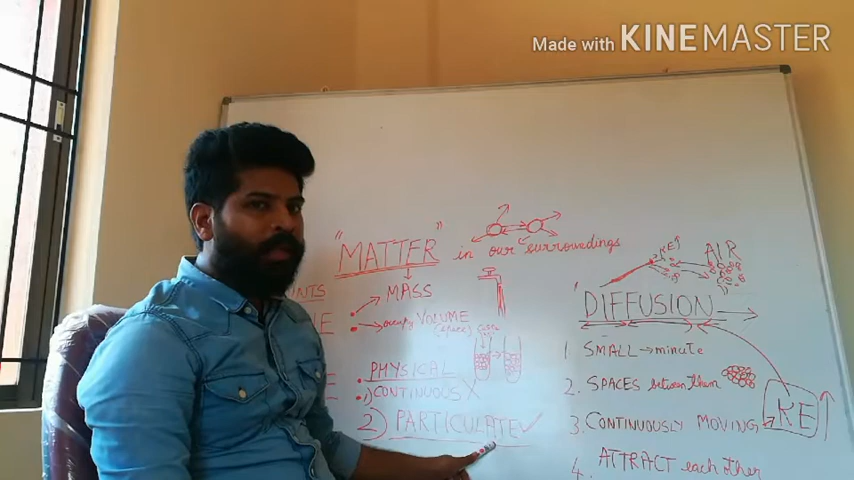 Made with KINEMASTER
"MATTER" in our surroundings
MASS
occupy VOLUME
(space)
PHYSICAL
1) CONTINUOUS X
2) PARTICULATE ✓
KE↑
AIR
DIFFUSION →
1. SMALL → minute
2. SPACES between them
3. CONTINUOUSLY MOVING
KE ↑
4. ATTRACT each other